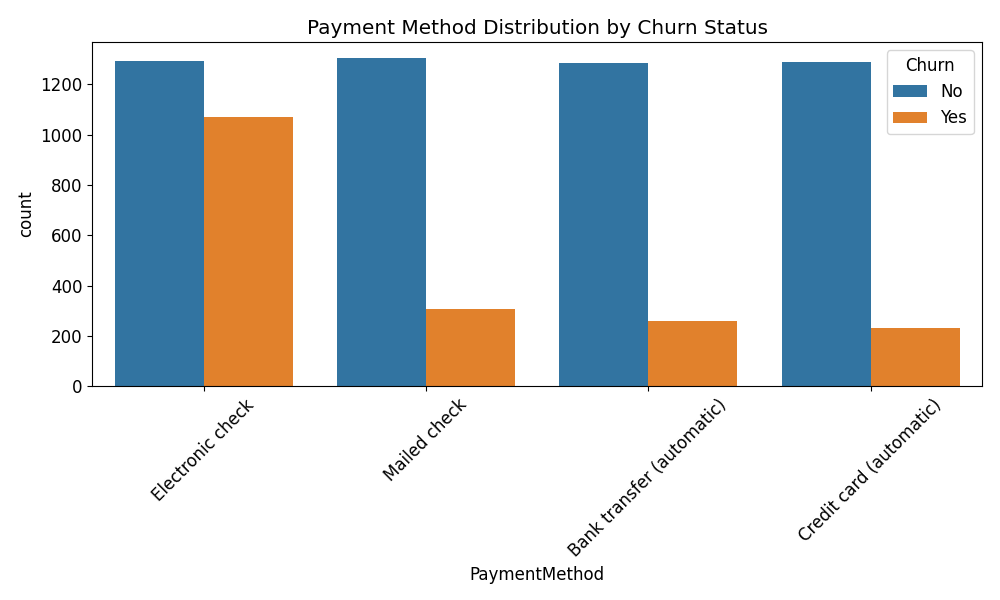 Payment Method Distribution by Churn Status
Churn
No
Yes
count
1200
1000
800
600
400
200
0
Electronic check
Mailed check
Bank transfer (automatic)
Credit card (automatic)
PaymentMethod